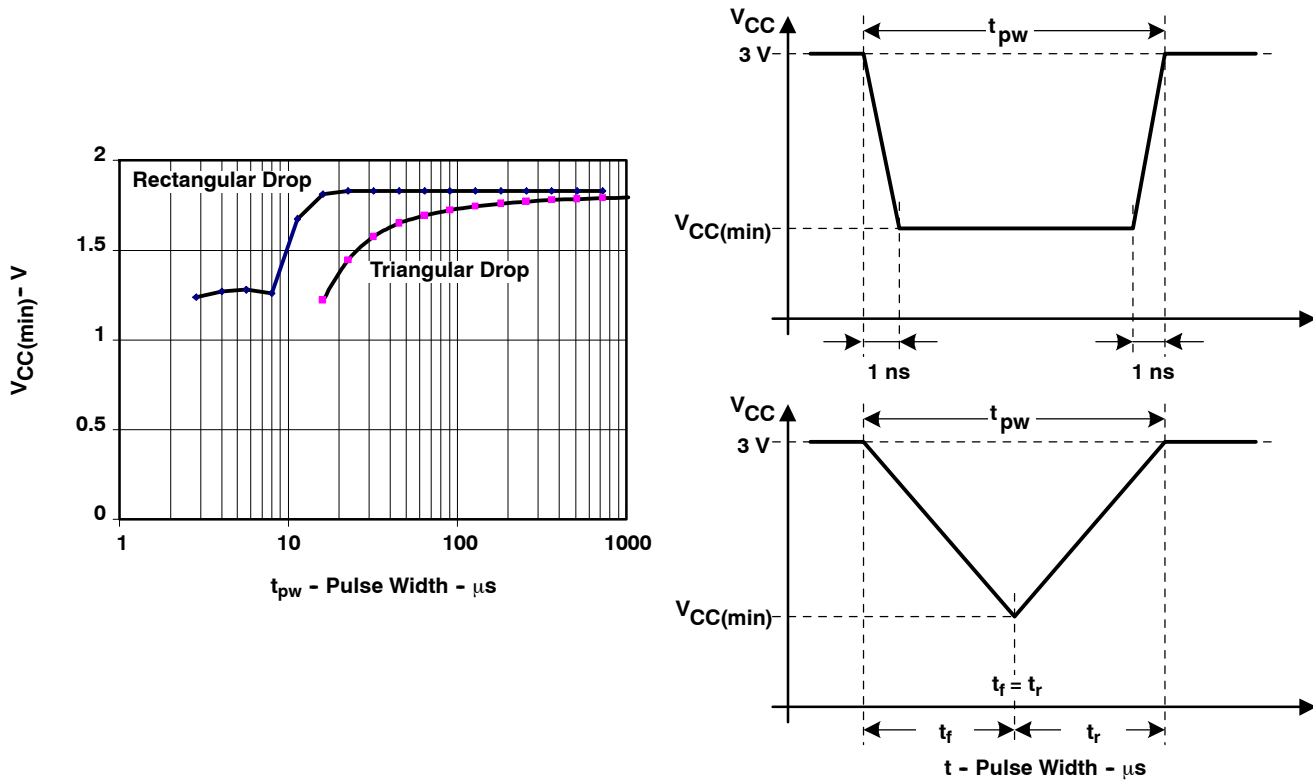 2
1.5
1
0.5
0
VCC(min) - V
Rectangular Drop
Triangular Drop
1
10
100
1000
tpw - Pulse Width - μs
VCC
3 V
tpw
VCC(min)
1 ns
1 ns
VCC
3 V
tpw
VCC(min)
tf = tr
tf
tr
t - Pulse Width - μs